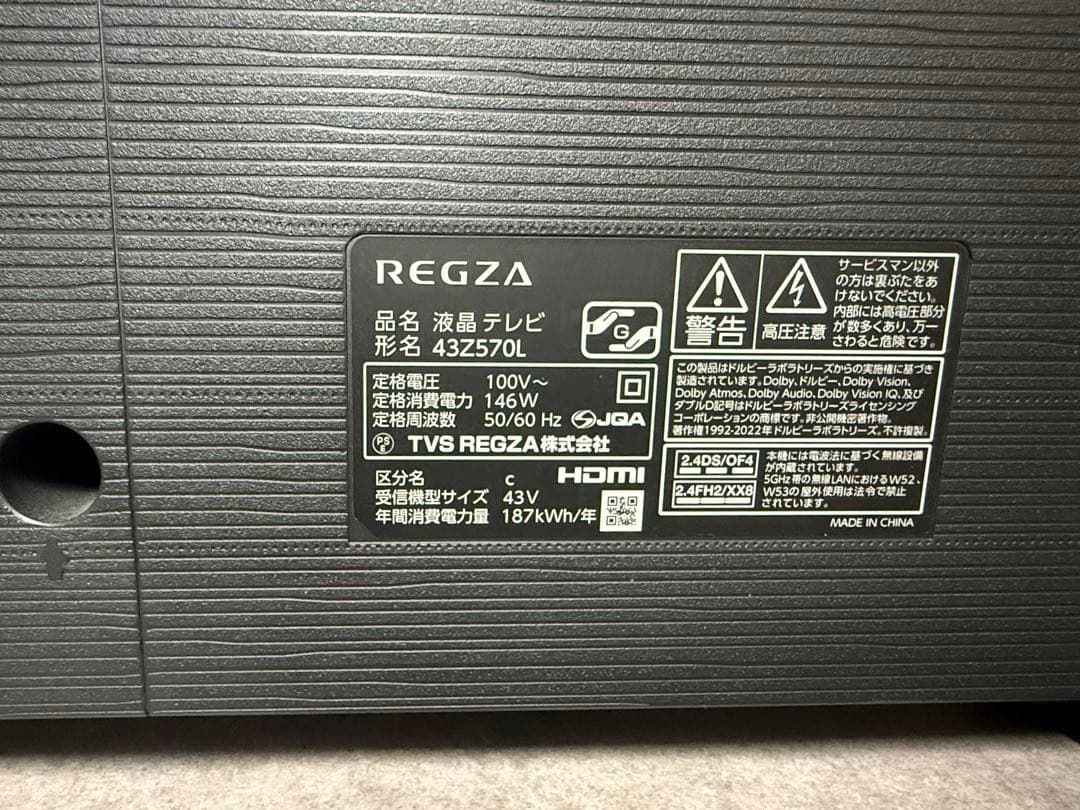 REGZA
品名 液晶テレビ
形名 43Z570L
G
定格電圧 100V～
定格消費電力 146W
定格周波数 50/60 Hz
JQA
PS
E
TVS REGZA株式会社
区分名 c
HDMI
受信機型サイズ 43V
年間消費電力量 187kWh/年
警告
高圧注意
サービスマン以外
の方は裏ぶたをあ
けないでください。
内部には高電圧部分
が数多くあり、万一
さわると危険です。
この製品はドルビーラボラトリーズからの実施権に基づき
製造されています。Dolby、ドルビー、Dolby Vision、
Dolby Atmos、Dolby Audio、Dolby Vision IQ、及び
ダブルD記号はドルビーラボラトリーズライセンシング
コーポレーションの商標です。非公開機密著作物。
著作権1992-2022年ドルビーラボラトリーズ。不許複製。
2.4DS/OF4
2.4FH2/XX8
本機には電波法に基づく無線設備
が内蔵されています。
5GHz帯の無線LANにおけるW52、
W53の屋外使用は法令で禁止
されています。
MADE IN CHINA